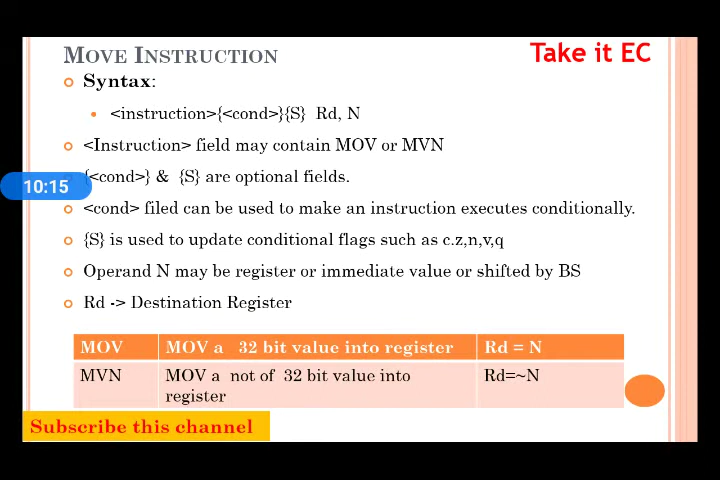 MOVE INSTRUCTION
Take it EC
Syntax:
<instruction>{<cond>}{S} Rd, N
<Instruction> field may contain MOV or MVN
{<cond>} & {S} are optional fields.
10:15
<cond> filed can be used to make an instruction executes conditionally.
{S} is used to update conditional flags such as c.z,n,v,q
Operand N may be register or immediate value or shifted by BS
Rd -> Destination Register
MOV MOV a 32 bit value into register Rd = N
MVN MOV a not of 32 bit value into Rd=~N
register
Subscribe this channel